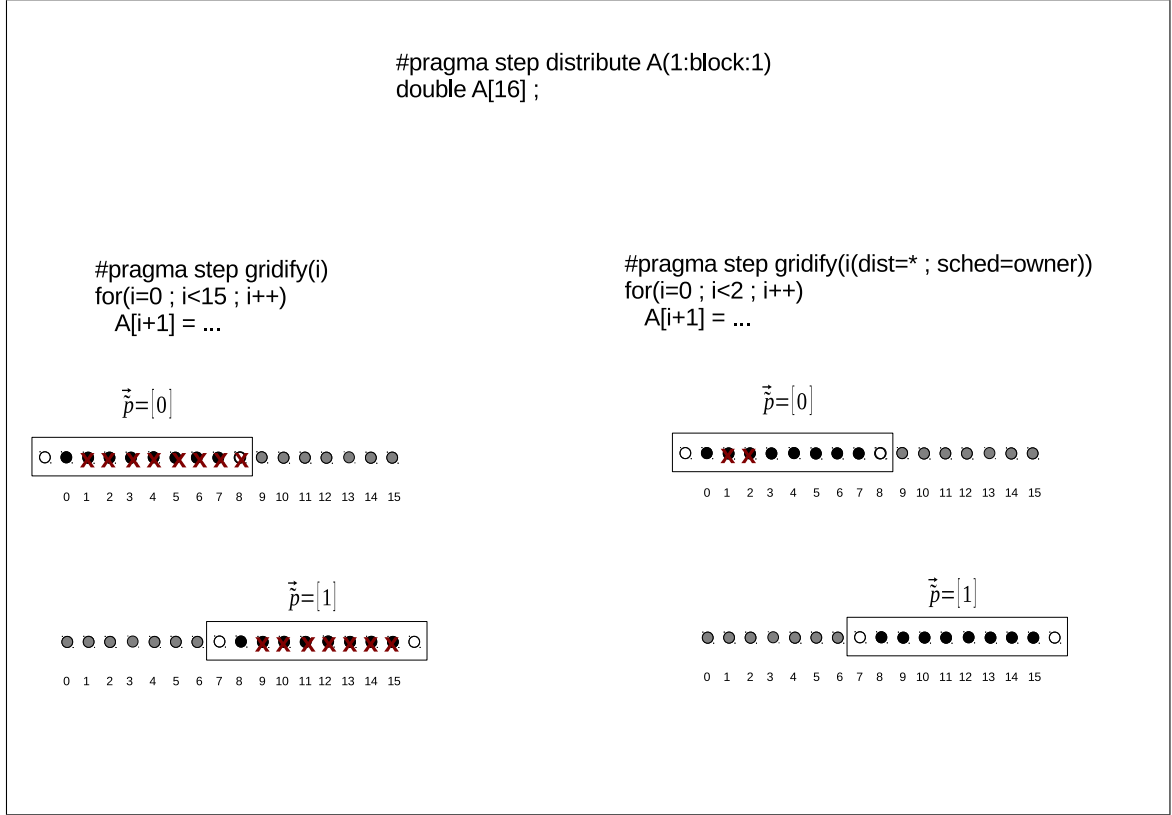 #pragma step distribute A(1:block:1)
double A[16] ;
#pragma step gridify(i)
for(i=0 ; i<15 ; i++)
A[i+1] = ...
p̃⃗=[0]
X X X X X X X X
0 1 2 3 4 5 6 7 8 9 10 11 12 13 14 15
p̃⃗=[1]
X X X X X X X
0 1 2 3 4 5 6 7 8 9 10 11 12 13 14 15
#pragma step gridify(i(dist=* ; sched=owner))
for(i=0 ; i<2 ; i++)
A[i+1] = ...
p̃⃗=[0]
X X
0 1 2 3 4 5 6 7 8 9 10 11 12 13 14 15
p̃⃗=[1]
0 1 2 3 4 5 6 7 8 9 10 11 12 13 14 15